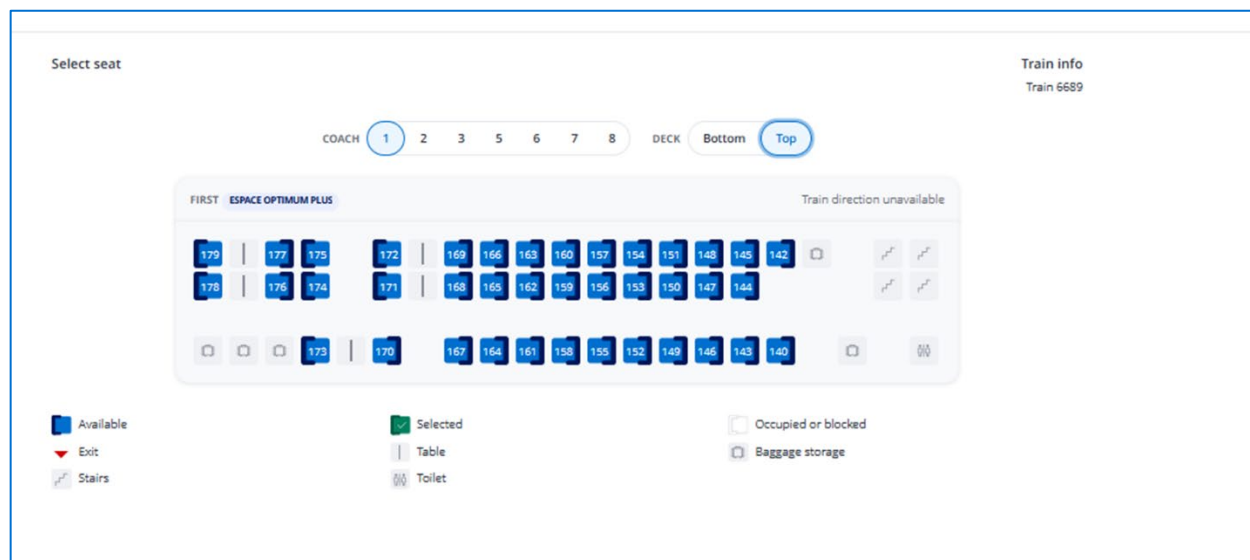 Select seat
Train info
Train 6689
COACH 1 2 3 5 6 7 8 DECK Bottom Top
FIRST ESPACE OPTIMUM PLUS Train direction unavailable
179 177 175 172 169 166 163 160 157 154 151 148 145 142
178 176 174 171 168 165 162 159 156 153 150 147 144
173 170 167 164 161 158 155 152 149 146 143 140
Available Selected Occupied or blocked
Exit Table Baggage storage
Stairs Toilet